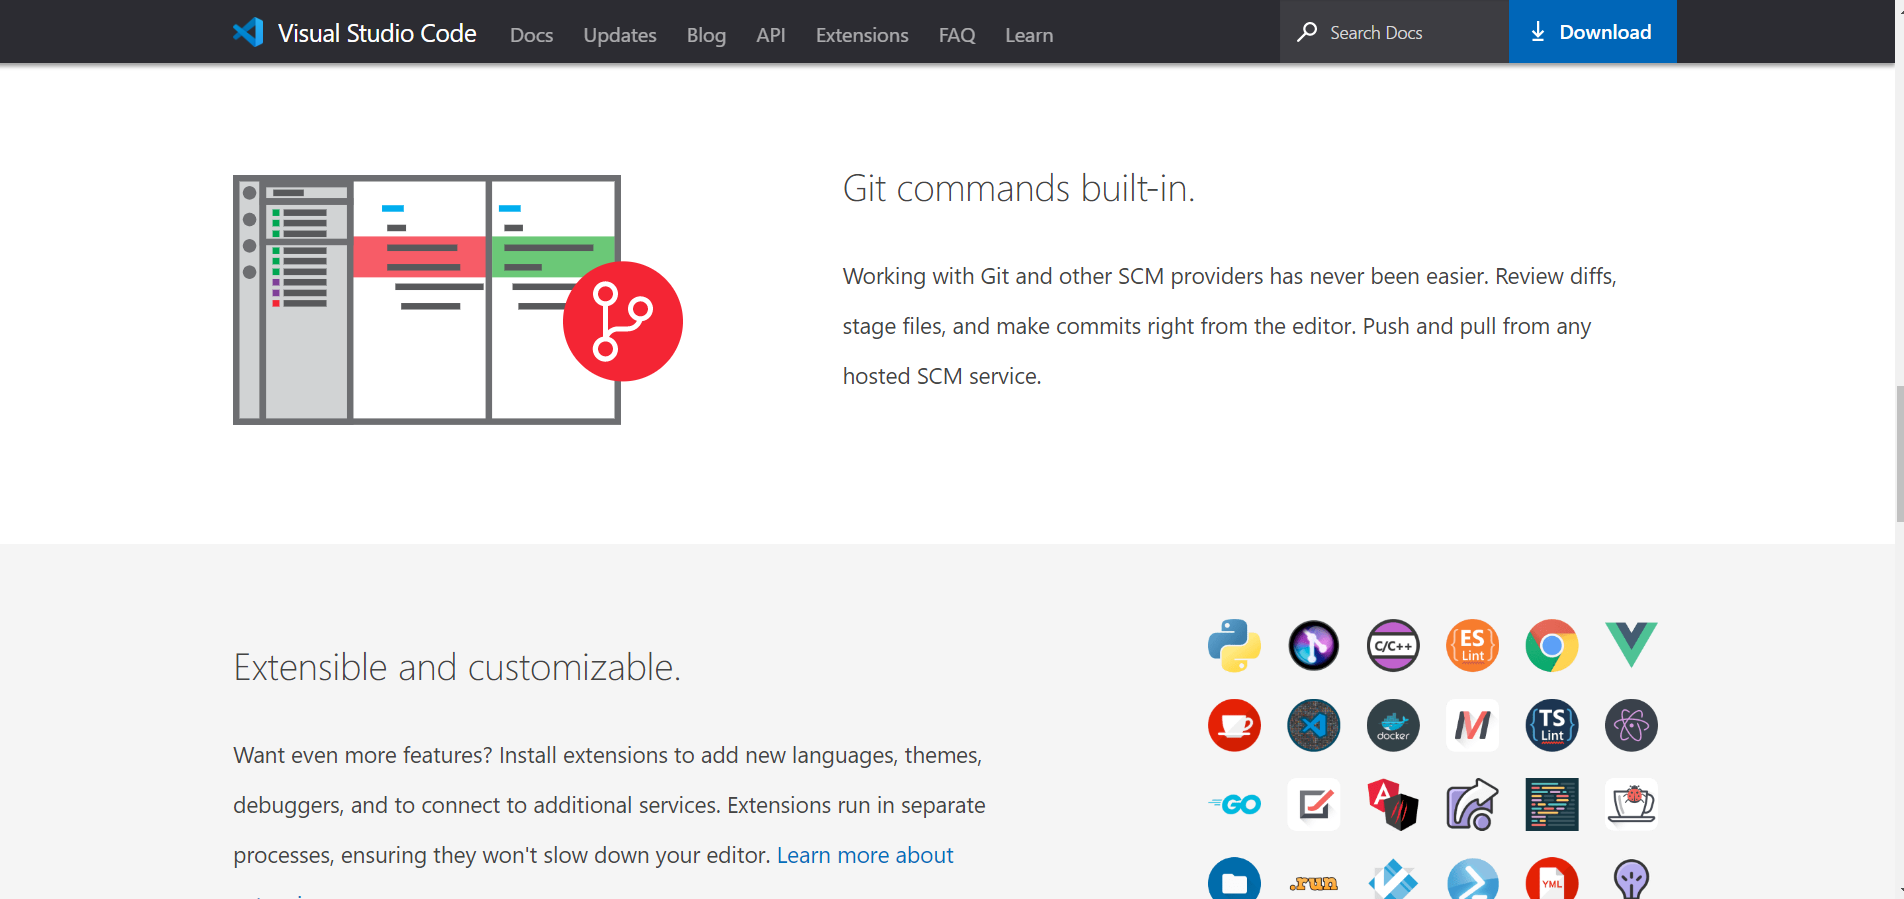 Visual Studio Code Docs Updates Blog API Extensions FAQ Learn Search Docs Download
Git commands built-in.
Working with Git and other SCM providers has never been easier. Review diffs,
stage files, and make commits right from the editor. Push and pull from any
hosted SCM service.
Extensible and customizable.
Want even more features? Install extensions to add new languages, themes,
debuggers, and to connect to additional services. Extensions run in separate
processes, ensuring they won't slow down your editor. Learn more about
C/C++
ES
Lint
docker
M
TS
Lint
GO
A
.run
YML